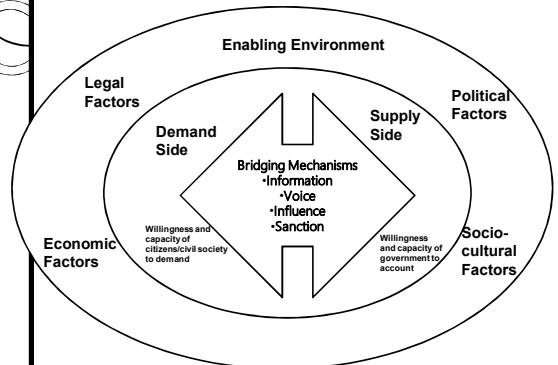 Enabling Environment
Legal
Factors
Political
Factors
Demand
Side
Supply
Side
Bridging Mechanisms
•Information
•Voice
•Influence
•Sanction
Willingness and
capacity of
citizens/civil society
to demand
Willingness
and capacity of
government to
account
Economic
Factors
Socio-
cultural
Factors